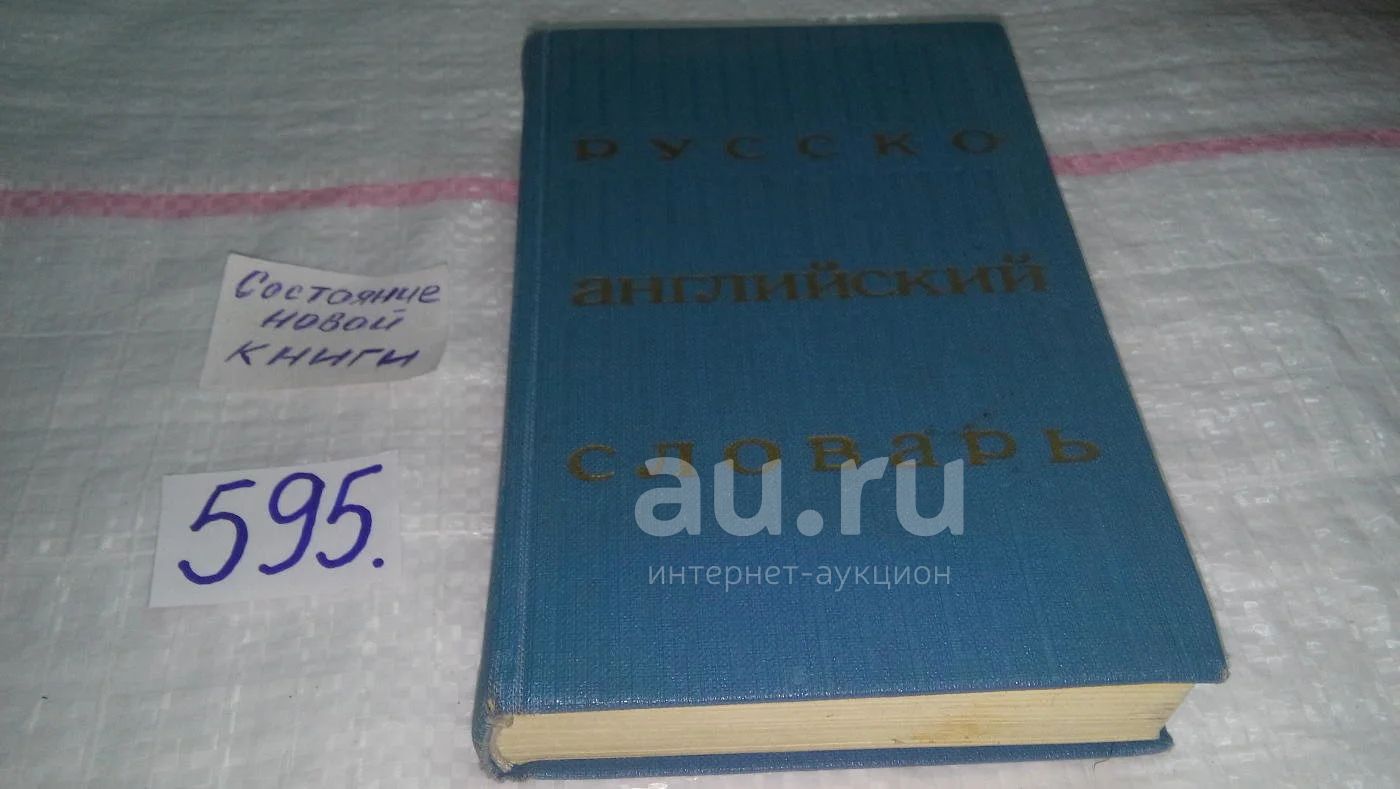 русско
английский
словарь
Состояние
новой
книги
595.
au.ru
интернет-аукцион